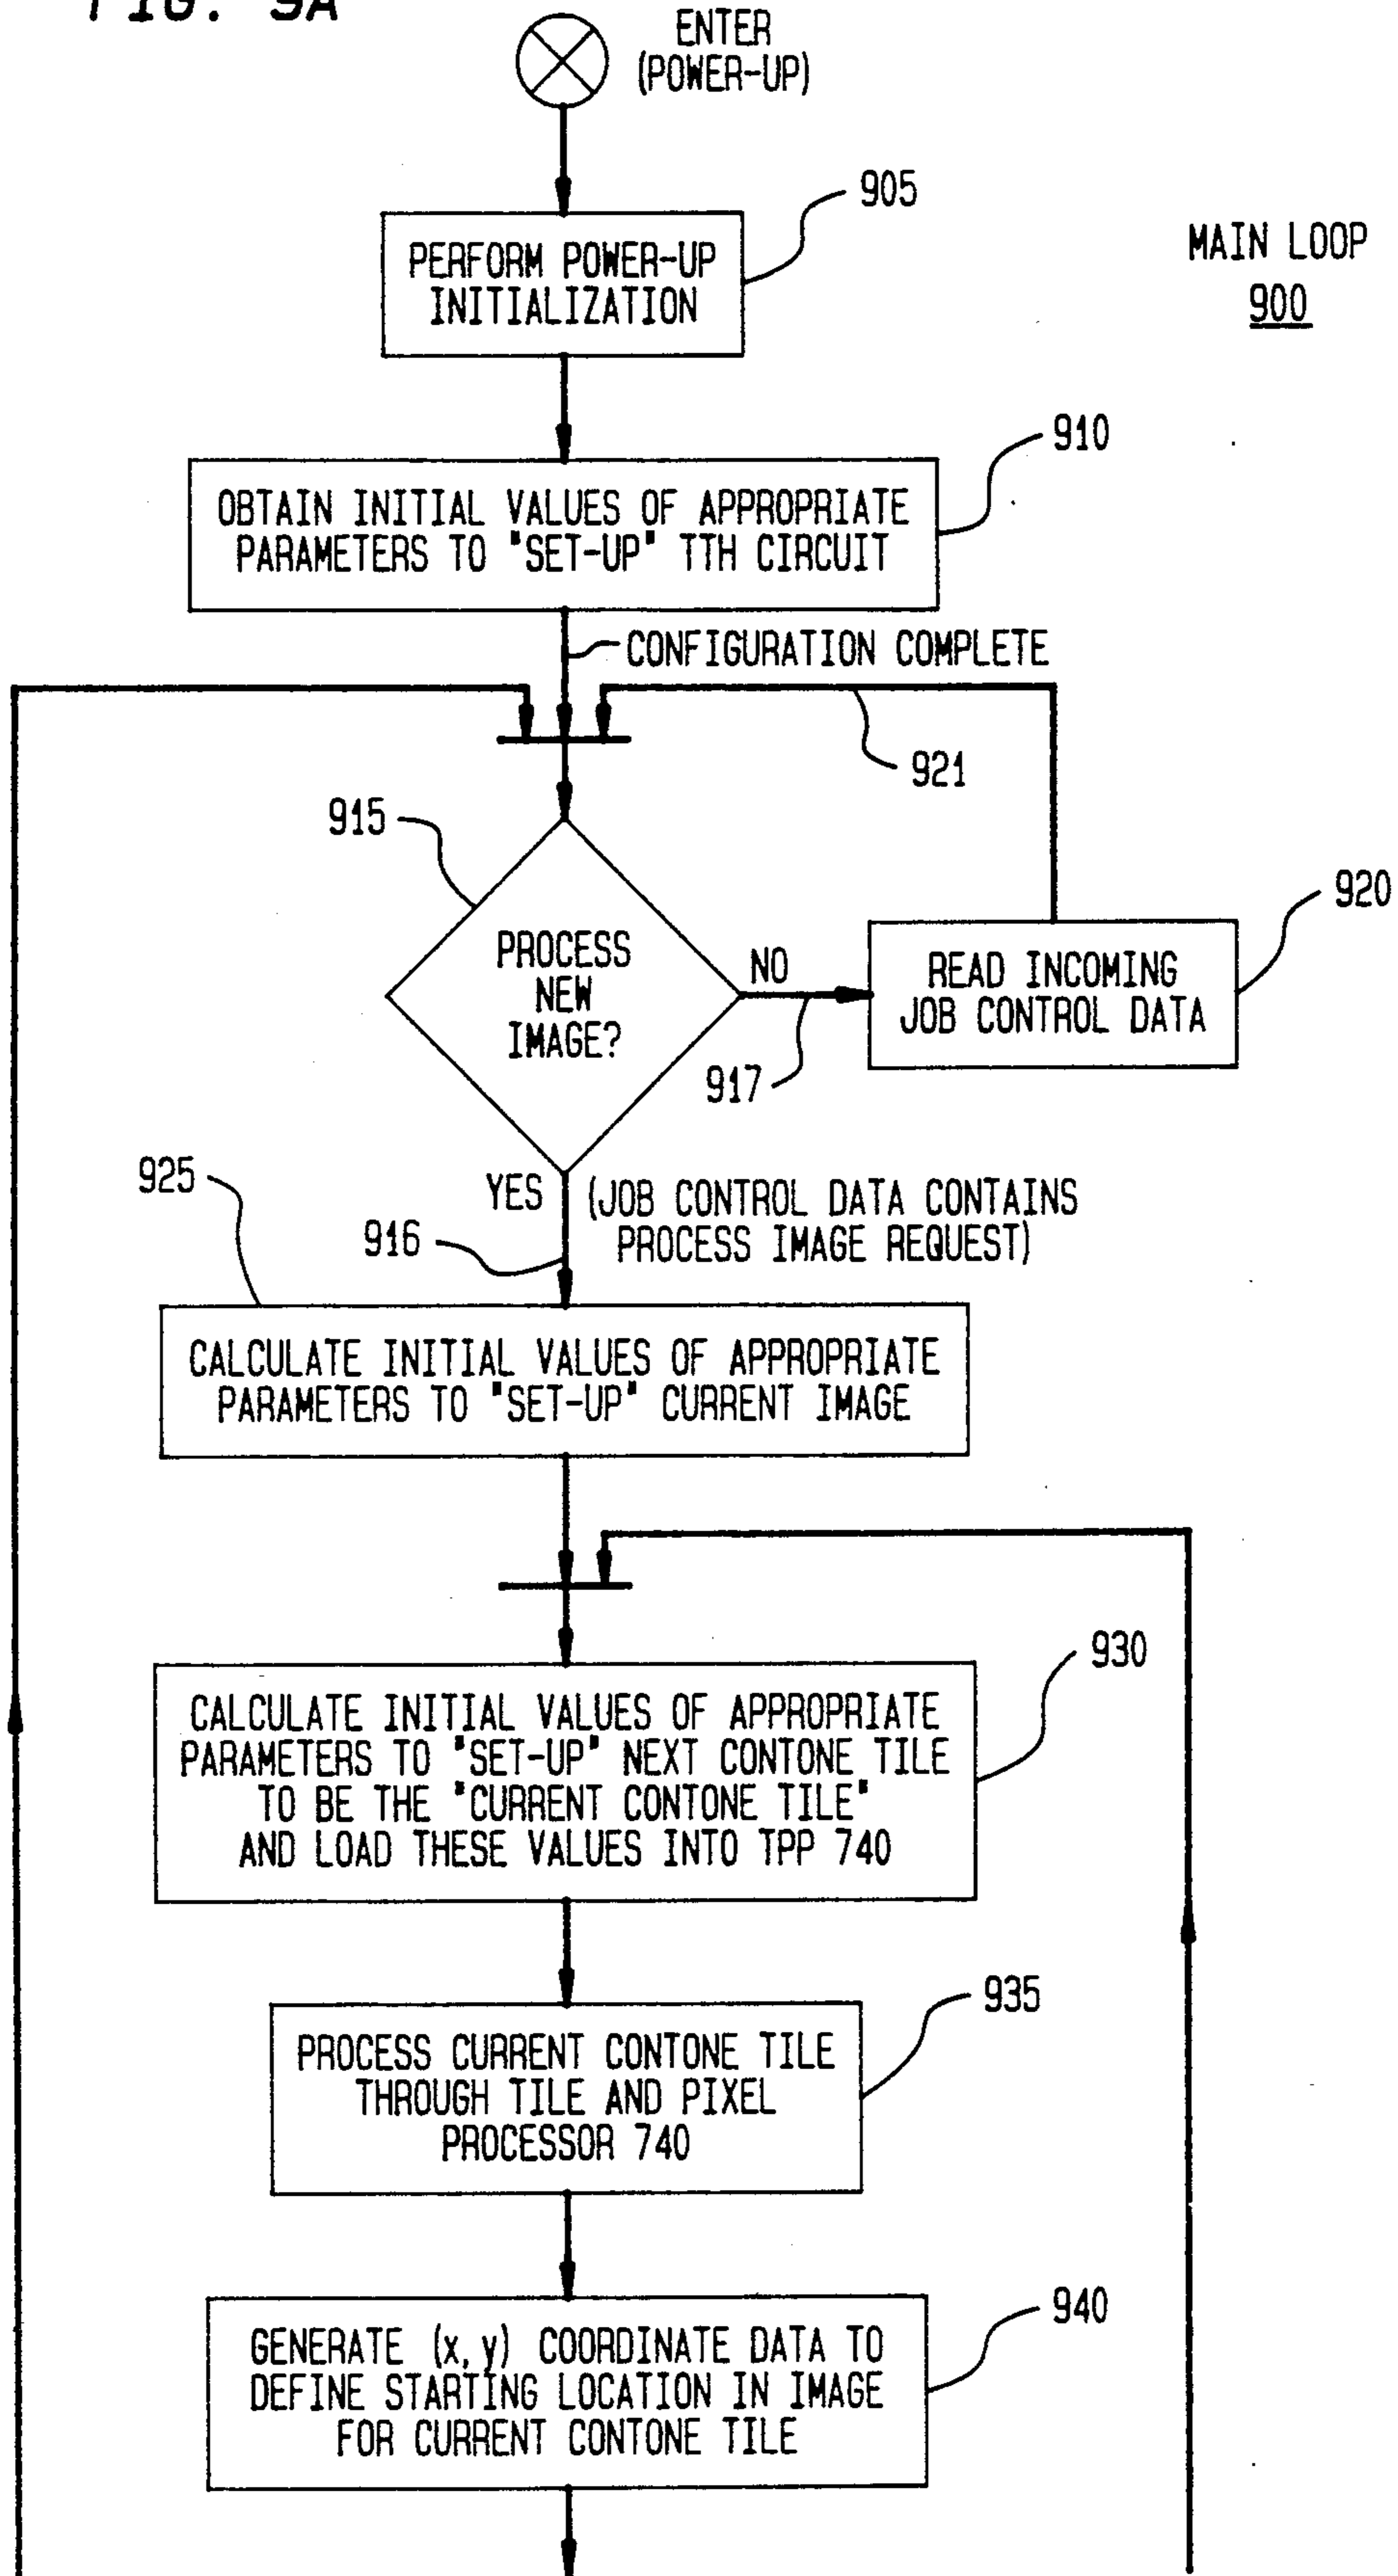 FIG. 9A
ENTER
(POWER-UP)
905
PERFORM POWER-UP
INITIALIZATION
MAIN LOOP
900
910
OBTAIN INITIAL VALUES OF APPROPRIATE
PARAMETERS TO "SET-UP" TTH CIRCUIT
CONFIGURATION COMPLETE
921
915
PROCESS
NEW
IMAGE?
NO
917
920
READ INCOMING
JOB CONTROL DATA
925
YES
(JOB CONTROL DATA CONTAINS
PROCESS IMAGE REQUEST)
916
CALCULATE INITIAL VALUES OF APPROPRIATE
PARAMETERS TO "SET-UP" CURRENT IMAGE
930
CALCULATE INITIAL VALUES OF APPROPRIATE
PARAMETERS TO "SET-UP" NEXT CONTONE TILE
TO BE THE "CURRENT CONTONE TILE"
AND LOAD THESE VALUES INTO TPP 740
935
PROCESS CURRENT CONTONE TILE
THROUGH TILE AND PIXEL
PROCESSOR 740
940
GENERATE (x, y) COORDINATE DATA TO
DEFINE STARTING LOCATION IN IMAGE
FOR CURRENT CONTONE TILE